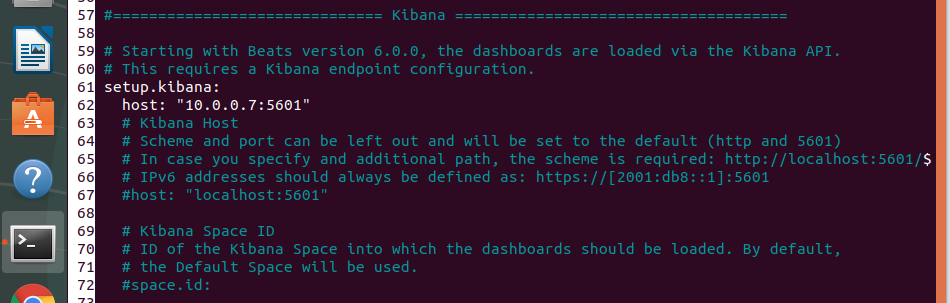 57 #============================== Kibana =====================================
58
59 # Starting with Beats version 6.0.0, the dashboards are loaded via the Kibana API.
60 # This requires a Kibana endpoint configuration.
61 setup.kibana:
62   host: "10.0.0.7:5601"
63   # Kibana Host
64   # Scheme and port can be left out and will be set to the default (http and 5601)
65   # In case you specify and additional path, the scheme is required: http://localhost:5601/$
66   # IPv6 addresses should always be defined as: https://[2001:db8::1]:5601
67   #host: "localhost:5601"
68
69   # Kibana Space ID
70   # ID of the Kibana Space into which the dashboards should be loaded. By default,
71   # the Default Space will be used.
72   #space.id: